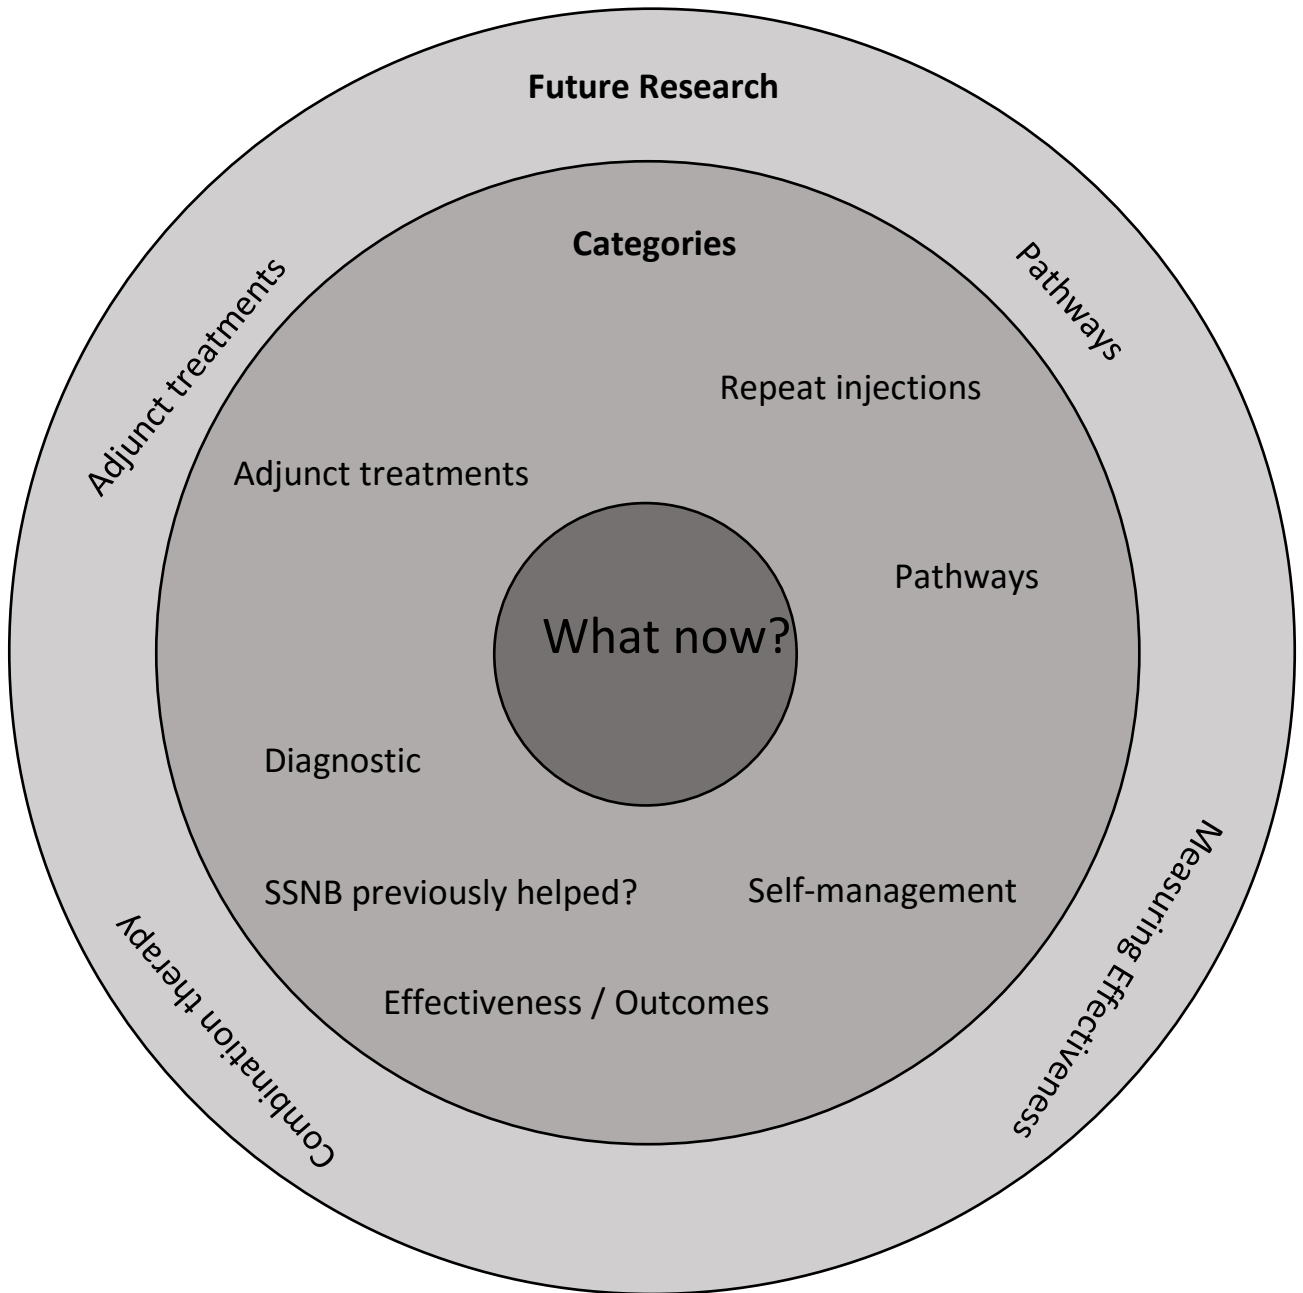 Future Research
Categories
Pathways
Adjunct treatments
Repeat injections
Adjunct treatments
Pathways
What now?
Diagnostic
SSNB previously helped?
Self-management
Effectiveness / Outcomes
Measuring Effectiveness
Combination therapy